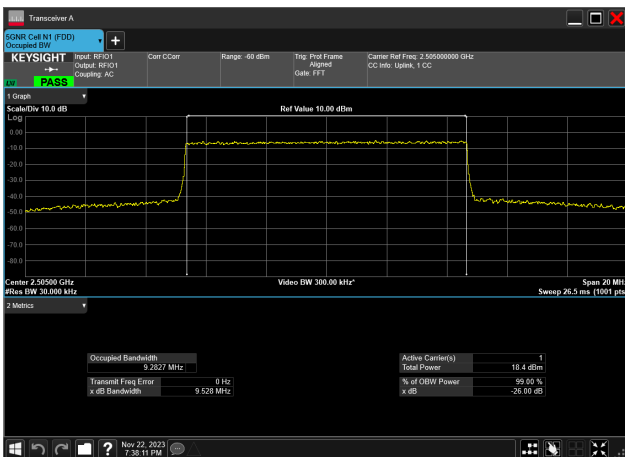 Transceiver A
5GNR Cell N1 (FDD)
Occupied BW
KEYSIGHT
PASS
Input: RFIO1
Output: RFIO1
Coupling: AC
Corr CCorr
Range: -60 dBm
Trig: Prot Frame
Aligned
Gate: FFT
Carrier Ref Freq: 2.505000000 GHz
CC Info: Uplink, 1 CC
1 Graph
Scale/Div 10.0 dB
Ref Value 10.00 dBm
Log
0.00
-10.0
-20.0
-30.0
-40.0
-50.0
-60.0
-70.0
-80.0
Center 2.50500 GHz
Video BW 300.00 kHz*
Span 20 MHz
#Res BW 30.000 kHz
Sweep 26.5 ms (1001 pts
2 Metrics
Occupied Bandwidth
9.2827 MHz
Active Carrier(s) 1
Total Power 18.4 dBm
Transmit Freq Error 0 Hz
x dB Bandwidth 9.528 MHz
% of OBW Power 99.00 %
x dB -26.00 dB
Nov 22, 2023
7:38:11 PM